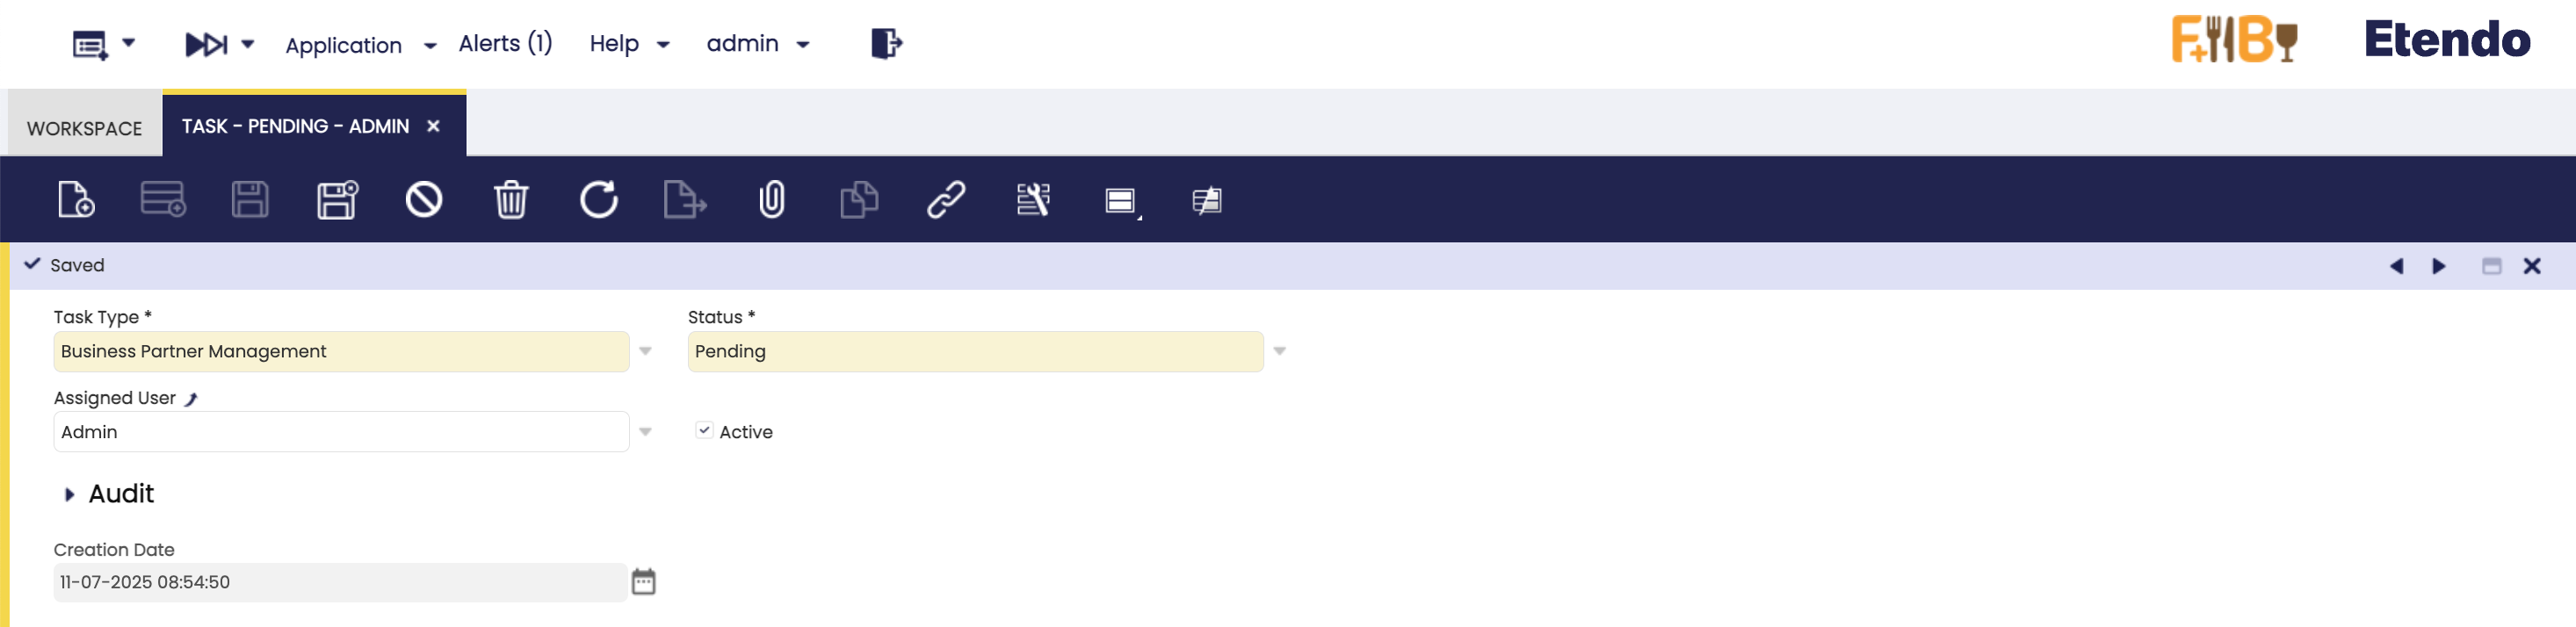 Application Alerts (1) Help admin
F+B Etendo
WORKSPACE TASK - PENDING - ADMIN
Saved
Task Type * Status *
Business Partner Management Pending
Assigned User
Admin Active
Audit
Creation Date
11-07-2025 08:54:50